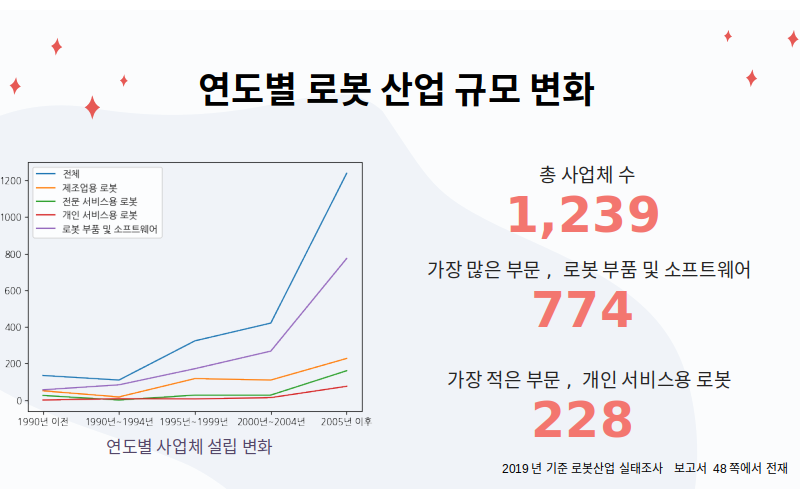 연도별 로봇 산업 규모 변화
전체
제조업용 로봇
전문 서비스용 로봇
개인 서비스용 로봇
로봇 부품 및 소프트웨어
1200
1000
800
600
400
200
0
1990년 이전 1990년~1994년 1995년~1999년 2000년~2004년 2005년 이후
연도별 사업체 설립 변화
총 사업체 수
1,239
가장 많은 부문 , 로봇 부품 및 소프트웨어
774
가장 적은 부문 , 개인 서비스용 로봇
228
2019년 기준 로봇산업 실태조사 보고서 48쪽에서 전재